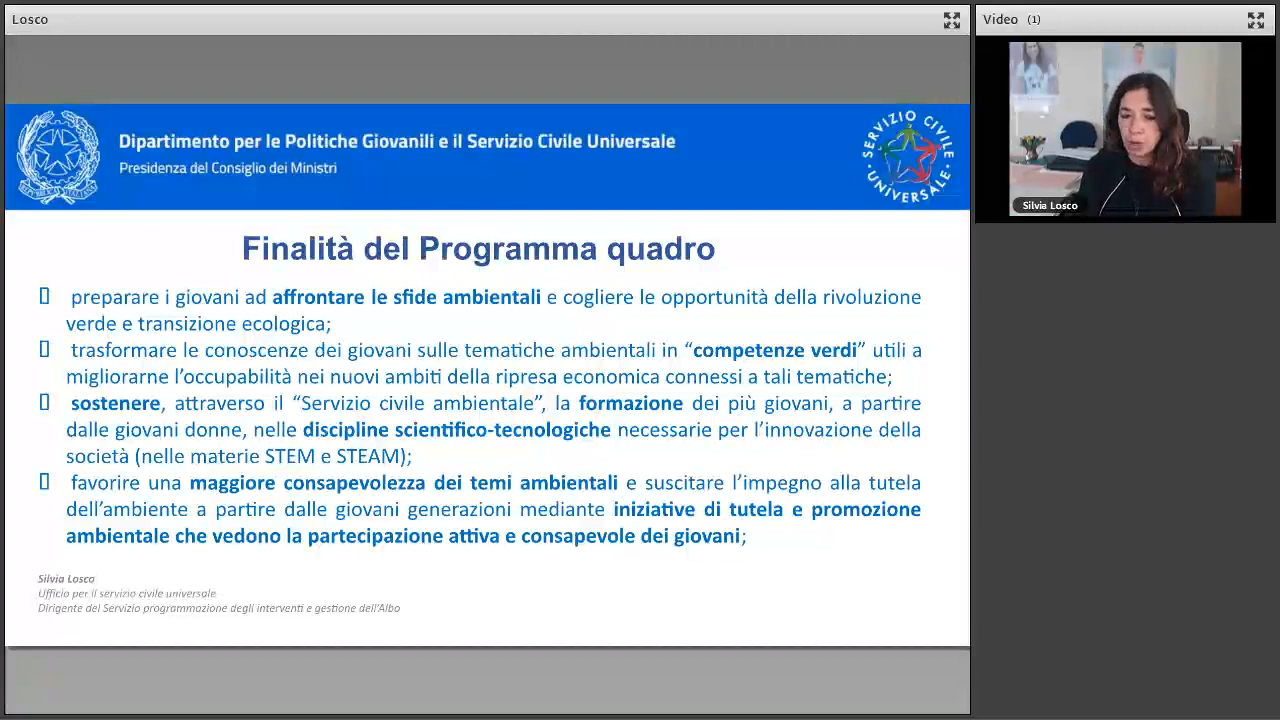 Losco
Video (1)
Dipartimento per le Politiche Giovanili e il Servizio Civile Universale
Presidenza del Consiglio dei Ministri
SERVIZIO CIVILE UNIVERSALE
Silvia Losco
Finalità del Programma quadro
preparare i giovani ad affrontare le sfide ambientali e cogliere le opportunità della rivoluzione
verde e transizione ecologica;
trasformare le conoscenze dei giovani sulle tematiche ambientali in “competenze verdi” utili a
migliorarne l’occupabilità nei nuovi ambiti della ripresa economica connessi a tali tematiche;
sostenere, attraverso il “Servizio civile ambientale”, la formazione dei più giovani, a partire
dalle giovani donne, nelle discipline scientifico-tecnologiche necessarie per l’innovazione della
società (nelle materie STEM e STEAM);
favorire una maggiore consapevolezza dei temi ambientali e suscitare l’impegno alla tutela
dell’ambiente a partire dalle giovani generazioni mediante iniziative di tutela e promozione
ambientale che vedono la partecipazione attiva e consapevole dei giovani;
Silvia Losco
Ufficio per il servizio civile universale
Dirigente del Servizio programmazione degli interventi e gestione dell’Albo